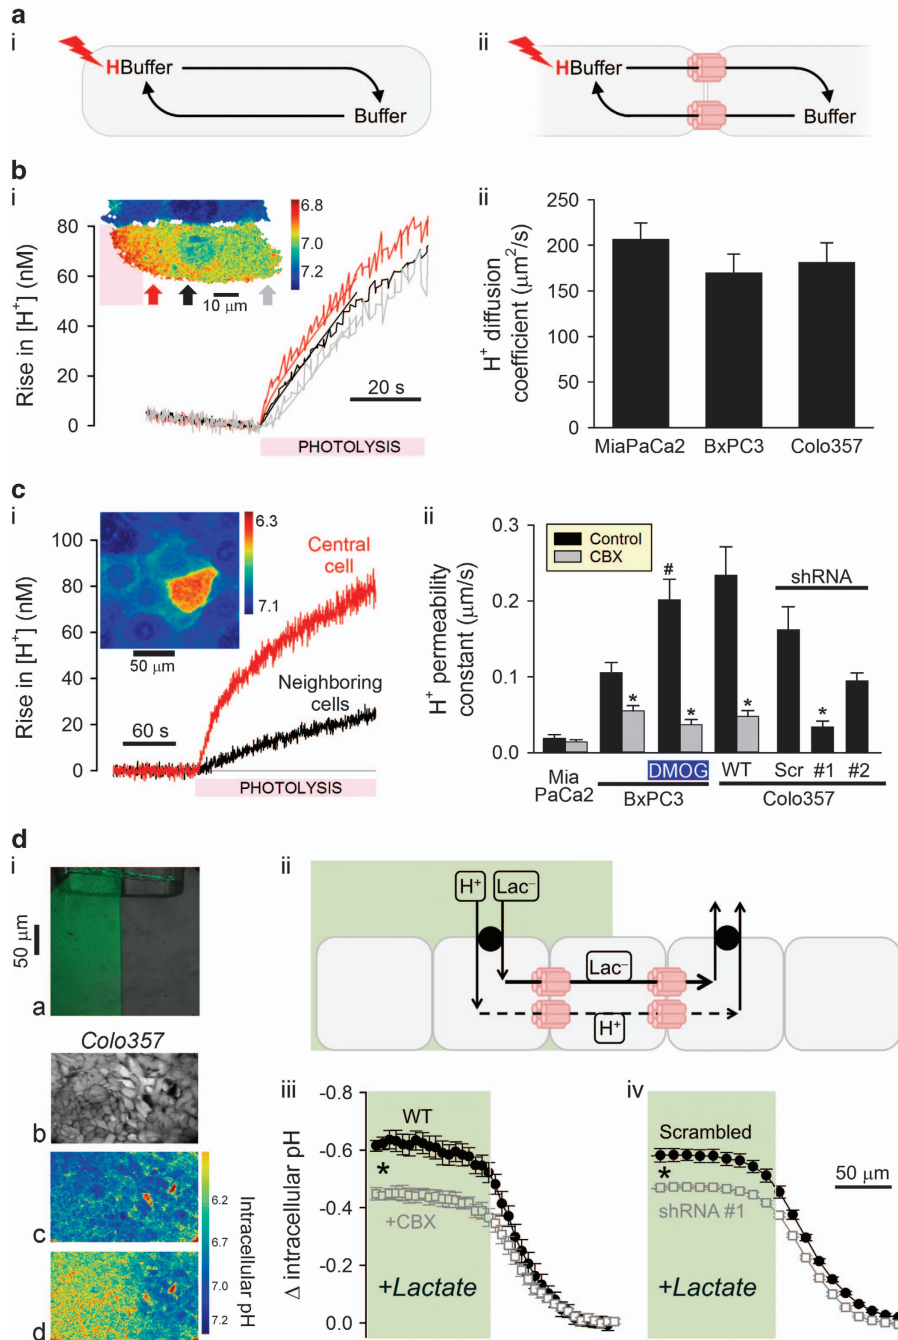 a
i
HBuffer
Buffer
ii
HBuffer
Buffer
b
i
Rise in [H+] (nM)
80
60
40
20
0
6.8
7.0
7.2
10 μm
20 s
PHOTOLYSIS
ii
H+ diffusion
coefficient (μm²/s)
250
200
150
100
50
0
MiaPaCa2 BxPC3 Colo357
c
i
Rise in [H+] (nM)
100
80
60
40
20
0
6.3
7.1
50 μm
Central
cell
Neighboring
cells
60 s
PHOTOLYSIS
ii
H+ permeability
constant (μm/s)
0.3
0.2
0.1
0.0
Control
CBX
shRNA
#
*
*
*
*
Mia
PaCa2
DMOG
BxPC3
WT Scr #1 #2
Colo357
d
i
50 μm
a
Colo357
b
c
d
6.2
6.7
7.0
7.2
Intracellular pH
ii
H+ Lac−
Lac−
H+
iii
Δ intracellular pH
-0.8
-0.6
-0.4
-0.2
0.0
WT
*
+CBX
+Lactate
iv
Scrambled
*
shRNA #1
+Lactate
50 μm